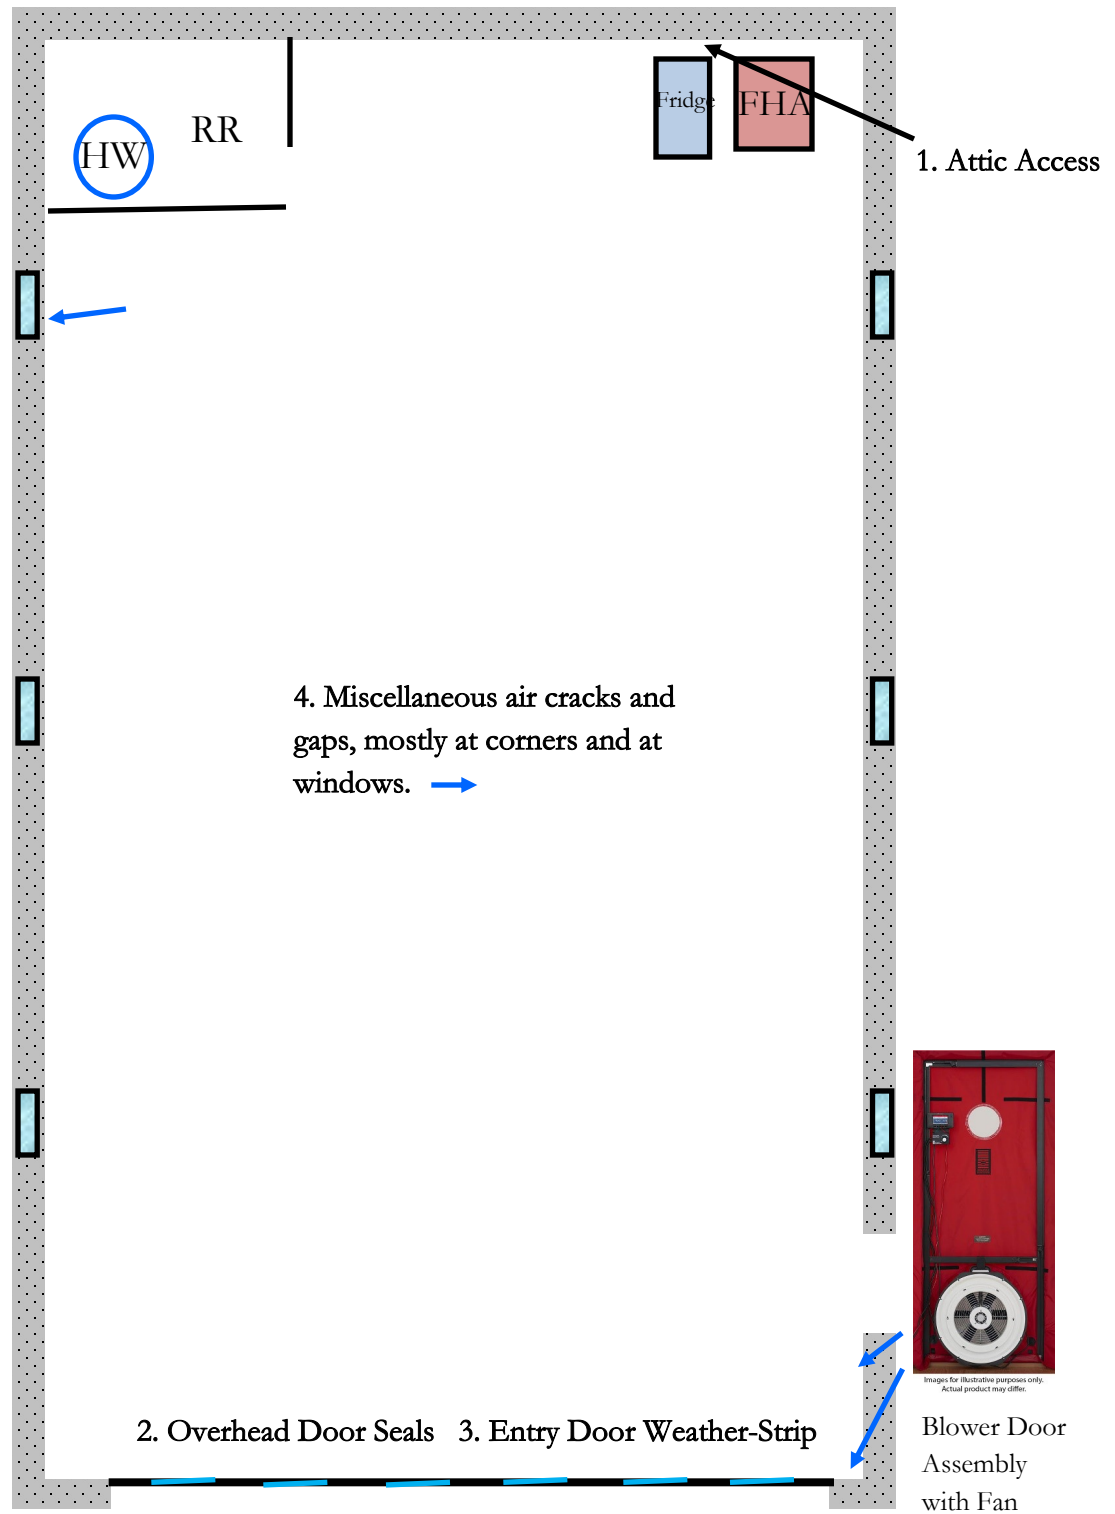 HW
RR
Fridge
FHA
1. Attic Access
4. Miscellaneous air cracks and
gaps, mostly at corners and at
windows.
Images for illustrative purposes only.
Actual product may differ.
2. Overhead Door Seals
3. Entry Door Weather-Strip
Blower Door
Assembly
with Fan